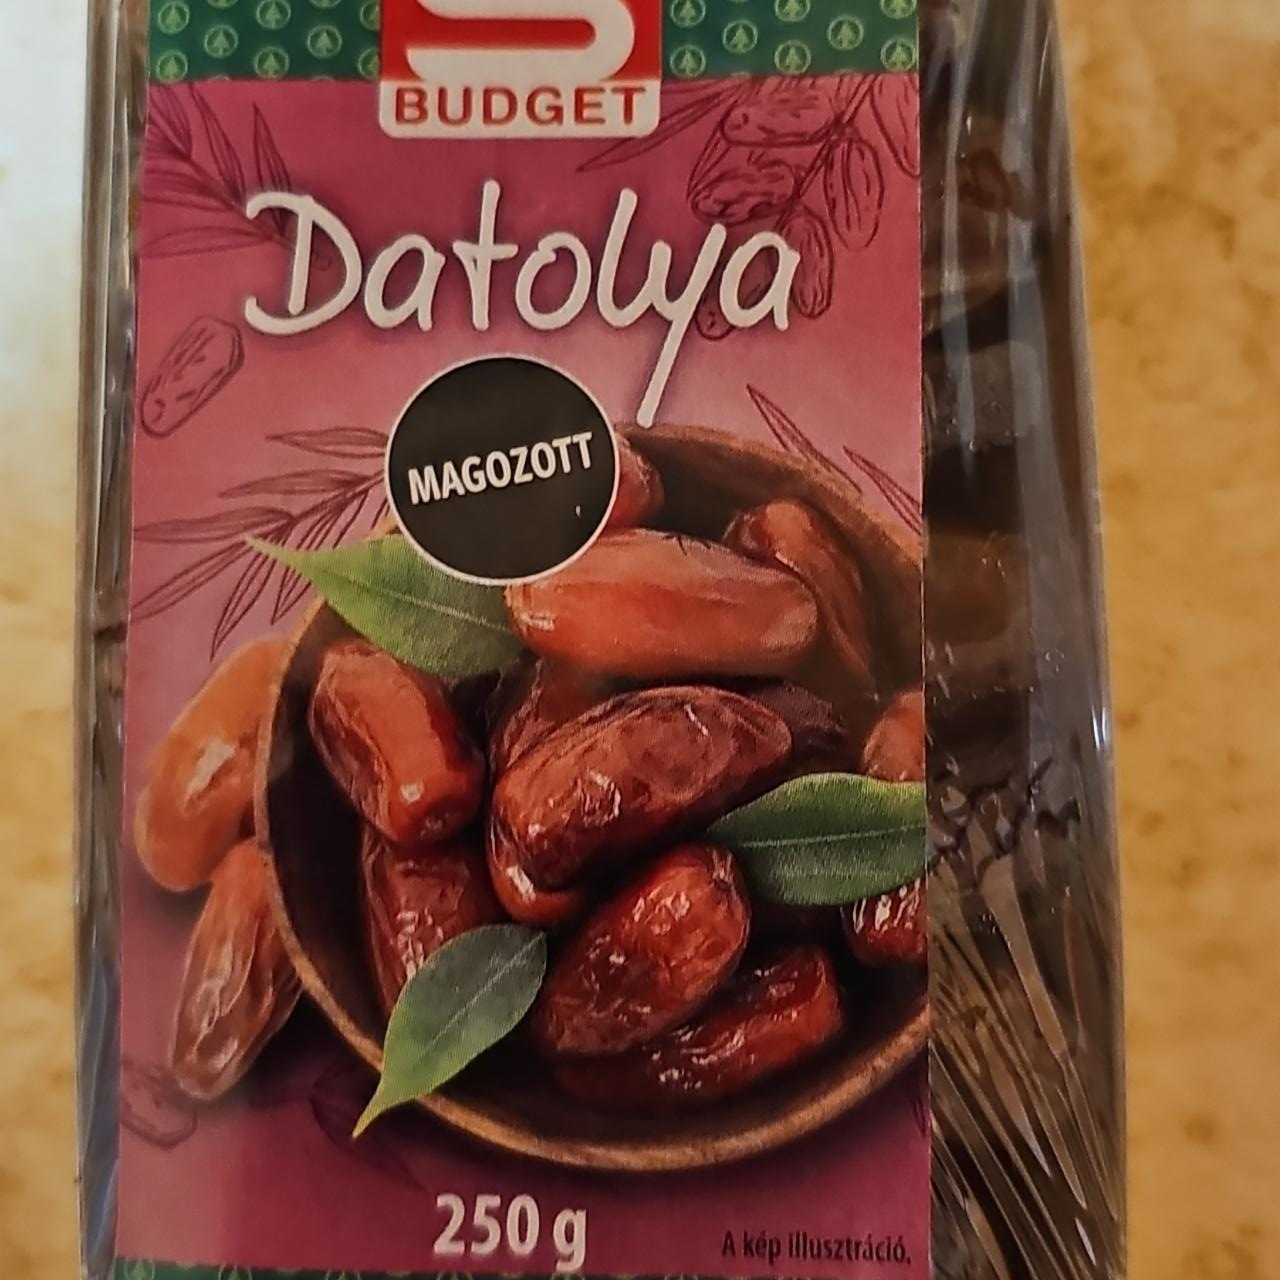 S
BUDGET
Datolya
MAGOZOTT
250 g
A kép illusztráció.